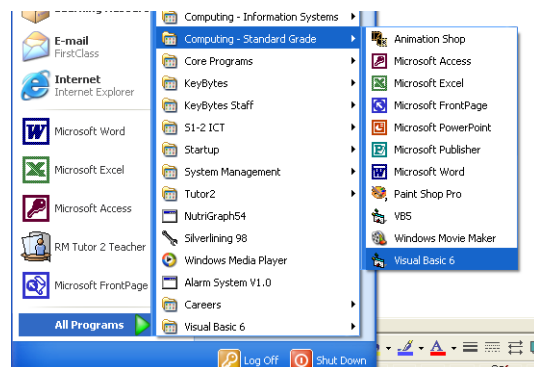 Learning Resource
E-mail
FirstClass
Internet
Internet Explorer
Microsoft Word
Microsoft Excel
Microsoft Access
RM Tutor 2 Teacher
Microsoft FrontPage
All Programs
Computing - Information Systems
Computing - Standard Grade
Core Programs
KeyBytes
KeyBytes Staff
S1-2 ICT
Startup
System Management
Tutor2
NutriGraph54
Silverlining 98
Windows Media Player
Alarm System V1.0
Careers
Visual Basic 6
Animation Shop
Microsoft Access
Microsoft Excel
Microsoft FrontPage
Microsoft PowerPoint
Microsoft Publisher
Microsoft Word
Paint Shop Pro
VB5
Windows Movie Maker
Visual Basic 6
Log Off
Shut Down